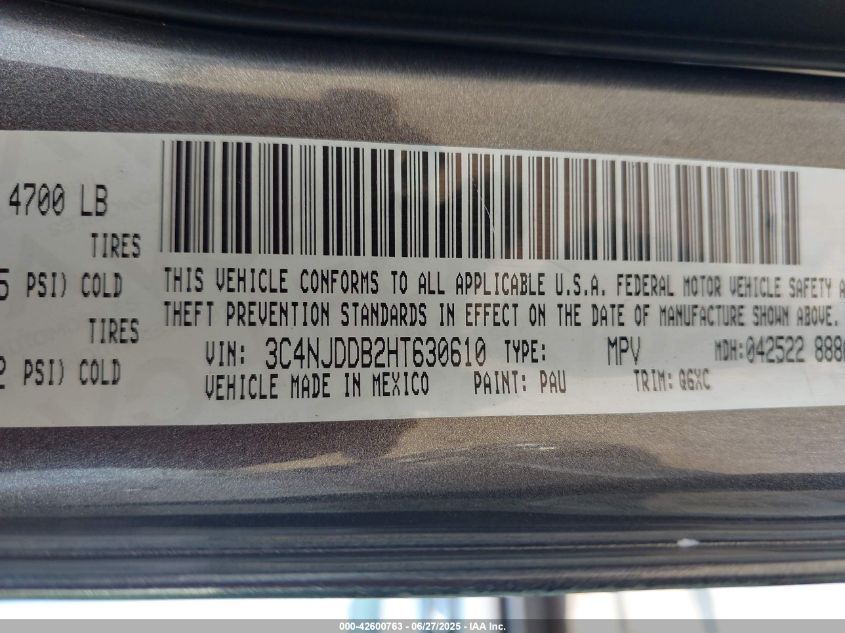 4700 LB
TIRES
5 PSI) COLD
TIRES
2 PSI) COLD
THIS VEHICLE CONFORMS TO ALL APPLICABLE U.S.A. FEDERAL MOTOR VEHICLE SAFETY A
THEFT PREVENTION STANDARDS IN EFFECT ON THE DATE OF MANUFACTURE SHOWN ABOVE.
VIN: 3C4NJDDB2HT630610 TYPE: MPV MDH:042522 888
VEHICLE MADE IN MEXICO PAINT: PAU TRIM: Q6XC
000-42600763 - 06/27/2025 - IAA Inc.